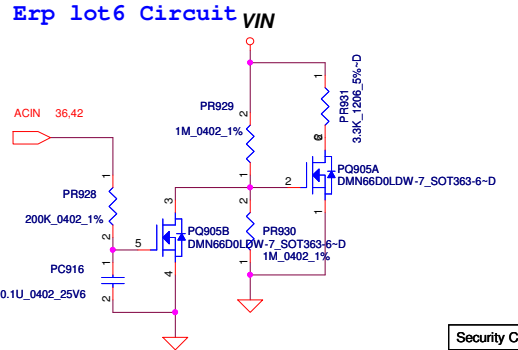 Erp lot6 Circuit
VIN
ACIN 36,42
PR929
1M_0402_1%
PR931
3.3K_1206_5%~D
PQ905A
DMN66D0LDW-7_SOT363-6~D
PR928
200K_0402_1%
PQ905B
DMN66D0LDW-7_SOT363-6~D
PR930
1M_0402_1%
PC916
0.1U_0402_25V6
1
2
2
1
1
2
1
1
2
5
3
4
2
1
1
2
Security C